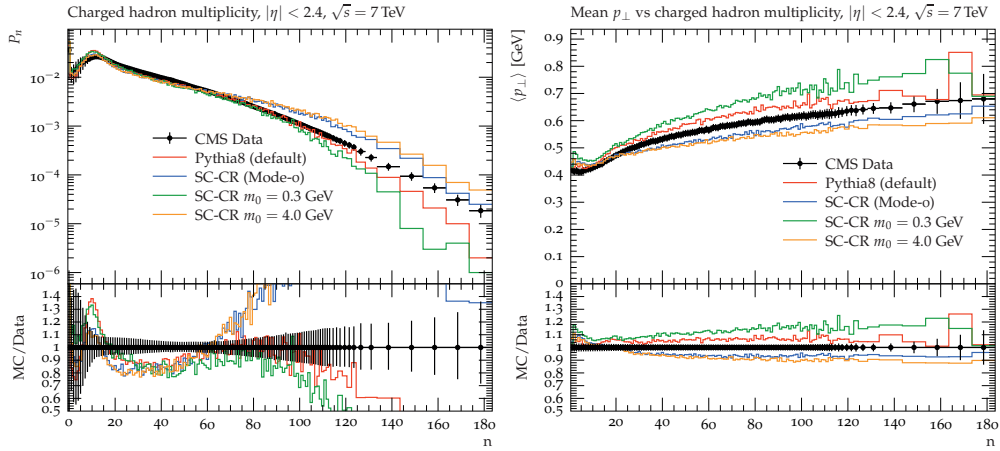 Charged hadron multiplicity, |η| < 2.4, √s = 7 TeV
Pₙ
10⁻²
10⁻³
10⁻⁴
10⁻⁵
10⁻⁶
CMS Data
Pythia8 (default)
SC-CR (Mode-0)
SC-CR m₀ = 0.3 GeV
SC-CR m₀ = 4.0 GeV
MC/Data
1.4
1.3
1.2
1.1
1
0.9
0.8
0.7
0.6
0.5
0 20 40 60 80 100 120 140 160 180
n
Mean p⊥ vs charged hadron multiplicity, |η| < 2.4, √s = 7 TeV
⟨p⊥⟩ [GeV]
0.9
0.8
0.7
0.6
0.5
0.4
0.3
0.2
0.1
0
CMS Data
Pythia8 (default)
SC-CR (Mode-0)
SC-CR m₀ = 0.3 GeV
SC-CR m₀ = 4.0 GeV
MC/Data
1.4
1.3
1.2
1.1
1
0.9
0.8
0.7
0.6
0.5
20 40 60 80 100 120 140 160 180
n